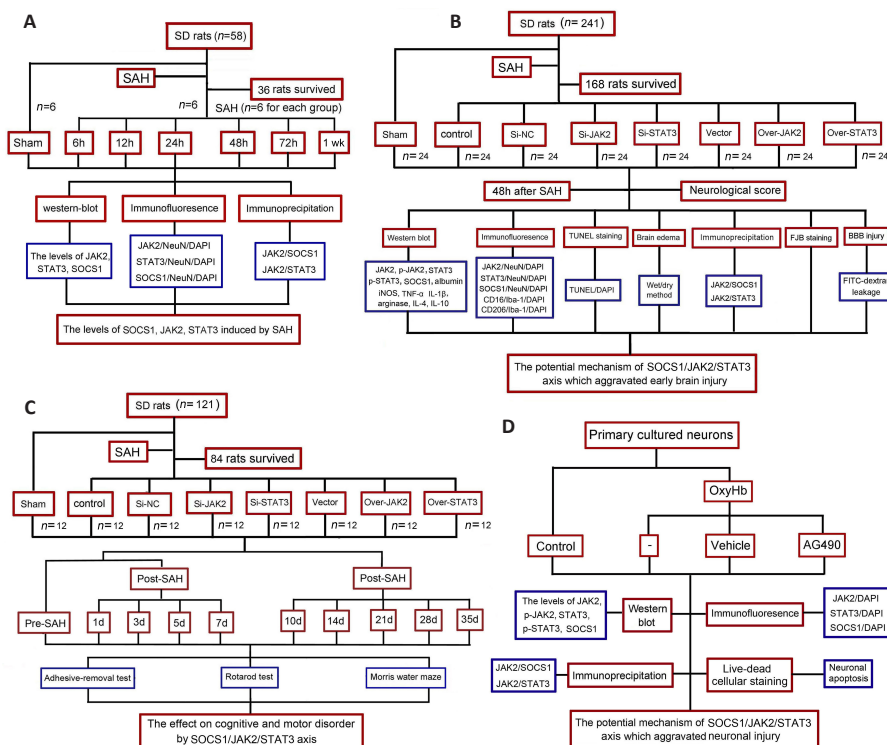 A
SD rats (n=58)
SAH
36 rats survived
n=6
n=6
SAH (n=6 for each group)
Sham
6h
12h
24h
48h
72h
1 wk
western-blot
Immunofluoresence
Immunoprecipitation
The levels of JAK2,
STAT3, SOCS1
JAK2/NeuN/DAPI
STAT3/NeuN/DAPI
SOCS1/NeuN/DAPI
JAK2/SOCS1
JAK2/STAT3
The levels of SOCS1, JAK2, STAT3 induced by SAH
B
SD rats (n=241)
SAH
168 rats survived
Sham
control
Si-NC
Si-JAK2
Si-STAT3
Vector
Over-JAK2
Over-STAT3
n=24
n=24
n=24
n=24
n=24
n=24
n=24
n=24
48h after SAH
Neurological score
Western blot
Immunofluoresence
TUNEL staining
Brain edema
Immunoprecipitation
FJB staining
BBB injury
JAK2, p-JAK2, STAT3
p-STAT3, SOCS1, albumin
iNOS, TNF-α IL-1β,
arginase, IL-4, IL-10
JAK2/NeuN/DAPI
STAT3/NeuN/DAPI
SOCS1/NeuN/DAPI
CD16/Iba-1/DAPI
CD206/Iba-1/DAPI
TUNEL/DAPI
Wet/dry
method
JAK2/SOCS1
JAK2/STAT3
FITC-dextran
leakage
The potential mechanism of SOCS1/JAK2/STAT3
axis which aggravated early brain injury
C
SD rats (n=121)
SAH
84 rats survived
Sham
control
Si-NC
Si-JAK2
Si-STAT3
Vector
Over-JAK2
Over-STAT3
n=12
n=12
n=12
n=12
n=12
n=12
n=12
n=12
Post-SAH
Post-SAH
Pre-SAH
1d
3d
5d
7d
10d
14d
21d
28d
35d
Adhesive-removal test
Rotarod test
Morris water maze
The effect on cognitive and motor disorder
by SOCS1/JAK2/STAT3 axis
D
Primary cultured neurons
OxyHb
Control
-
Vehicle
AG490
The levels of JAK2,
p-JAK2, STAT3,
p-STAT3, SOCS1
Western
blot
Immunofluoresence
JAK2/DAPI
STAT3/DAPI
SOCS1/DAPI
JAK2/SOCS1
JAK2/STAT3
Immunoprecipitation
Live-dead
cellular staining
Neuronal
apoptosis
The potential mechanism of SOCS1/JAK2/STAT3
axis which aggravated neuronal injury